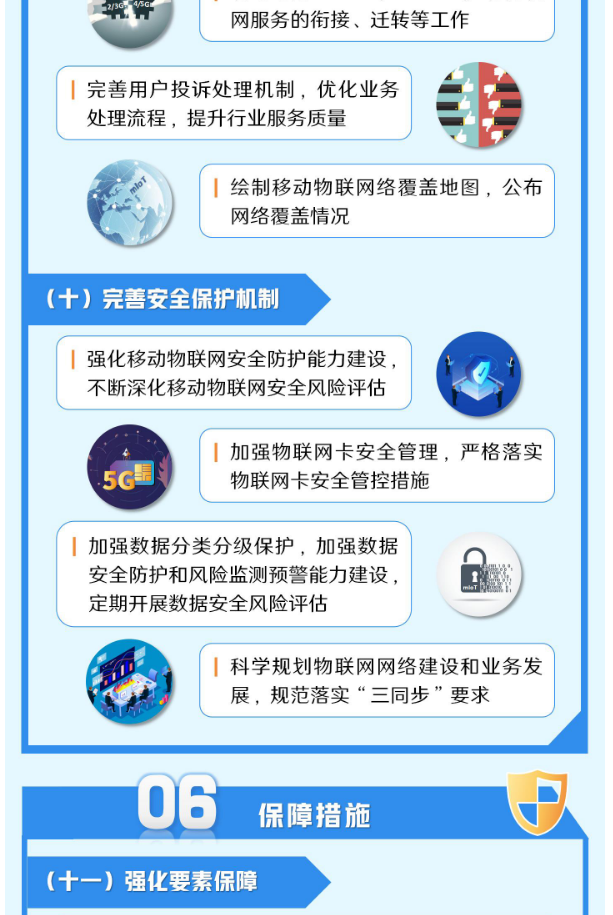 2/3G 4/5G
网服务的衔接、迁转等工作
完善用户投诉处理机制，优化业务
处理流程，提升行业服务质量
mIoT
绘制移动物联网络覆盖地图，公布
网络覆盖情况
（十）完善安全保护机制
强化移动物联网安全防护能力建设，
不断深化移动物联网安全风险评估
5G
加强物联网卡安全管理，严格落实
物联网卡安全管控措施
加强数据分类分级保护，加强数据
安全防护和风险监测预警能力建设，
定期开展数据安全风险评估
mIoT
科学规划物联网网络建设和业务发
展，规范落实“三同步”要求
06 保障措施
（十一）强化要素保障